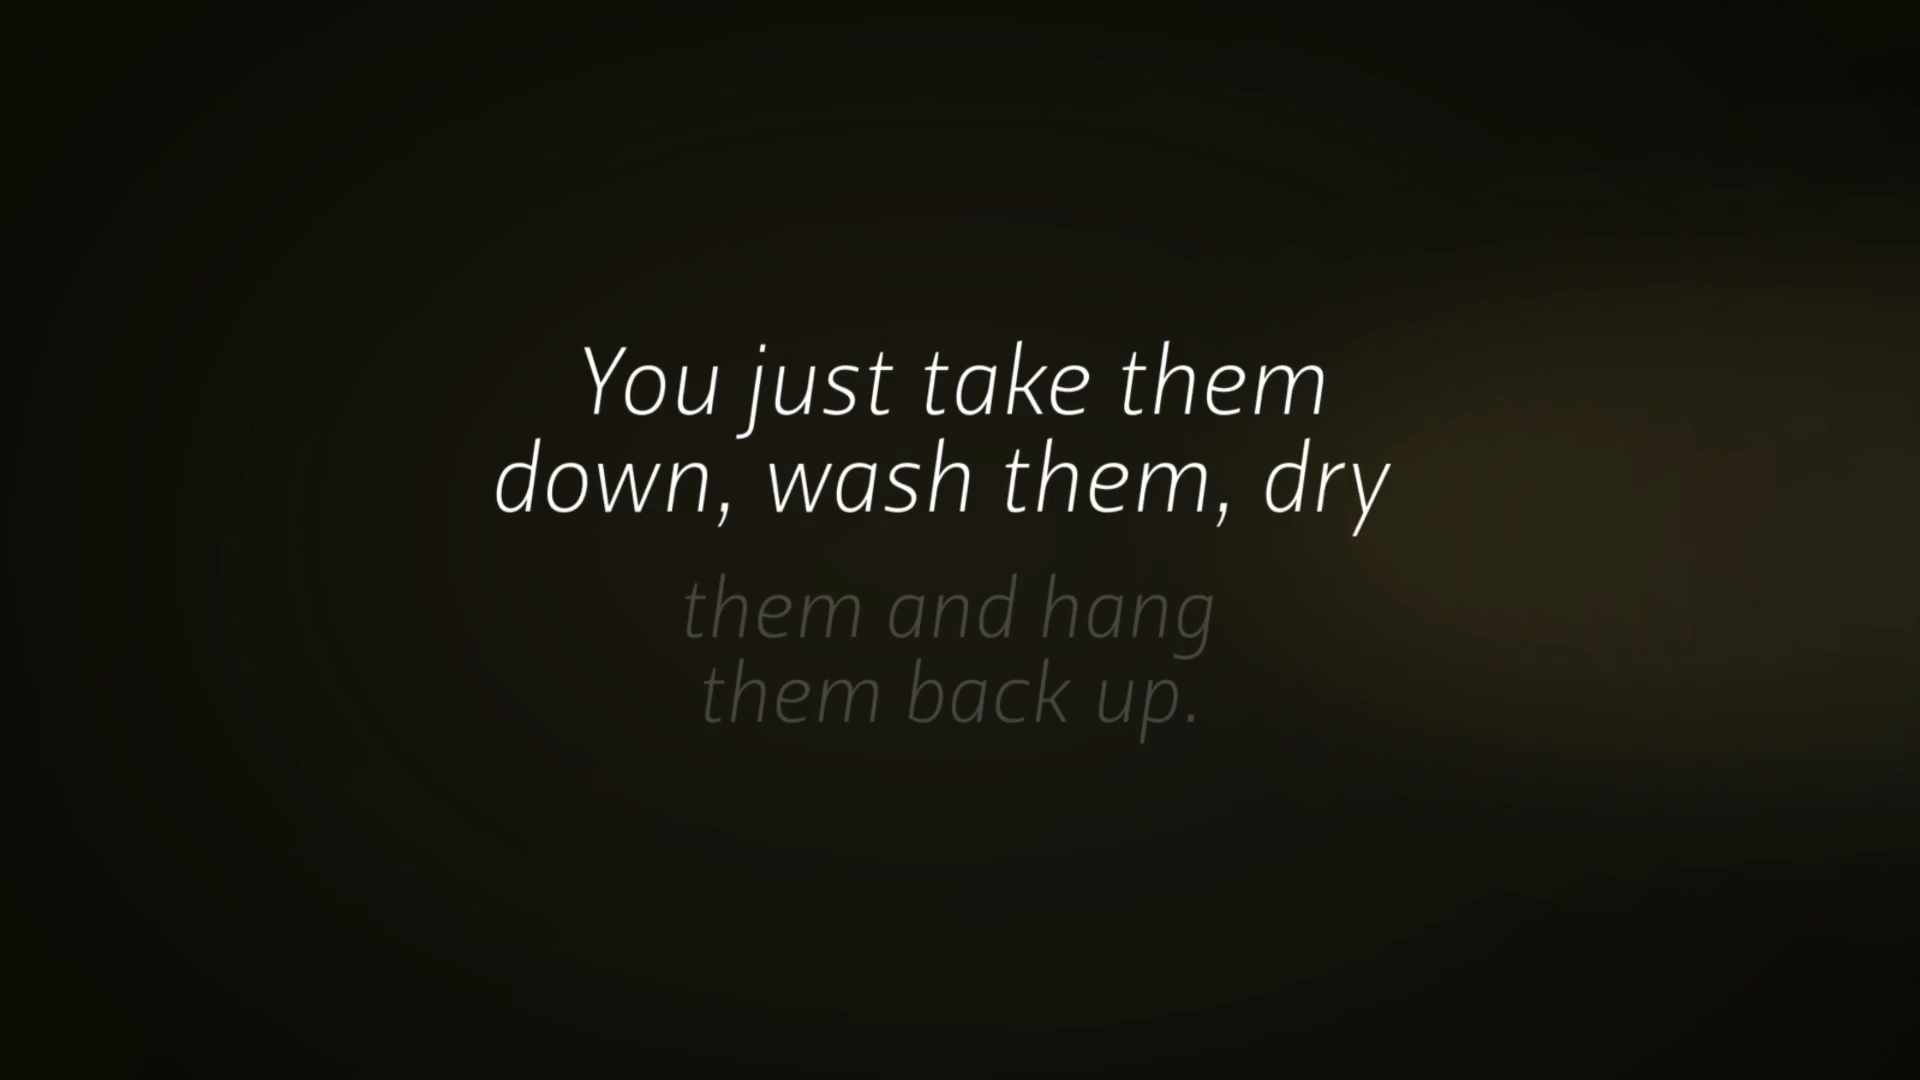 You just take them
down, wash them, dry
them and hang
them back up.